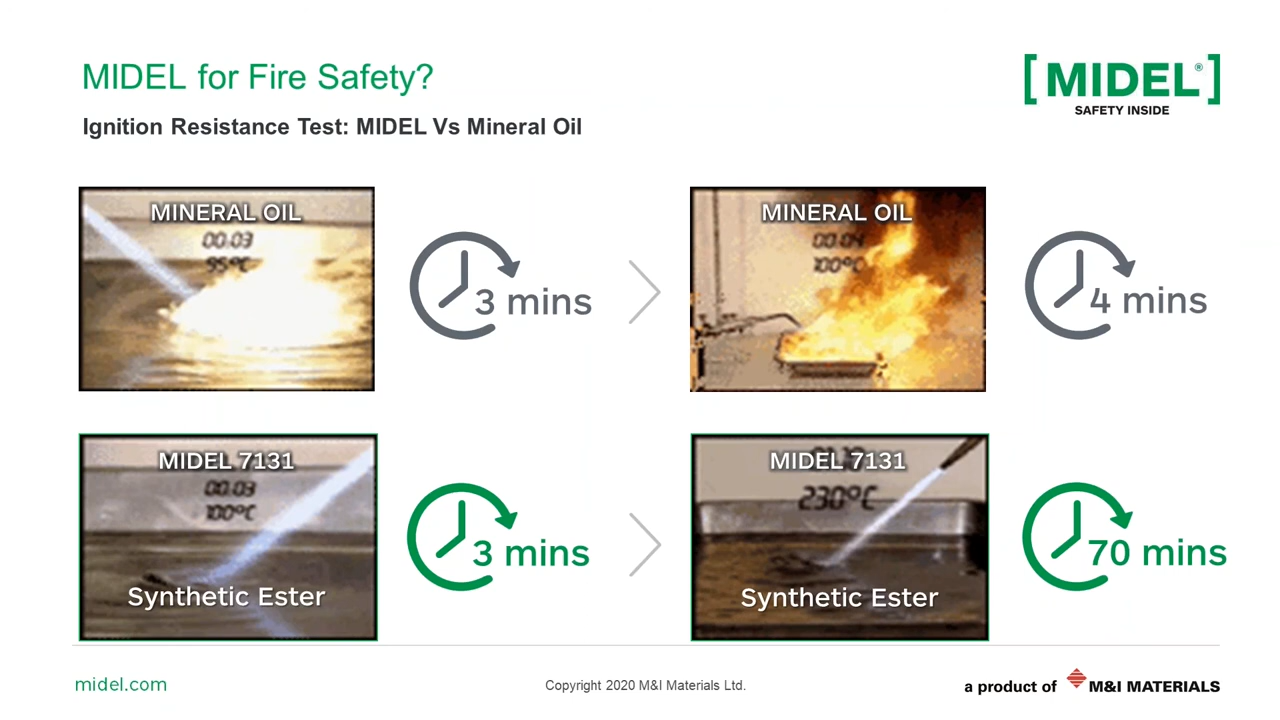 MIDEL for Fire Safety?
[MIDEL®]
SAFETY INSIDE
Ignition Resistance Test: MIDEL Vs Mineral Oil
MINERAL OIL
00:03
95°C
3 mins
MINERAL OIL
00:04
100°C
4 mins
MIDEL 7131
00:03
100°C
Synthetic Ester
3 mins
MIDEL 7131
230°C
Synthetic Ester
70 mins
midel.com
Copyright 2020 M&I Materials Ltd.
a product of M&I MATERIALS